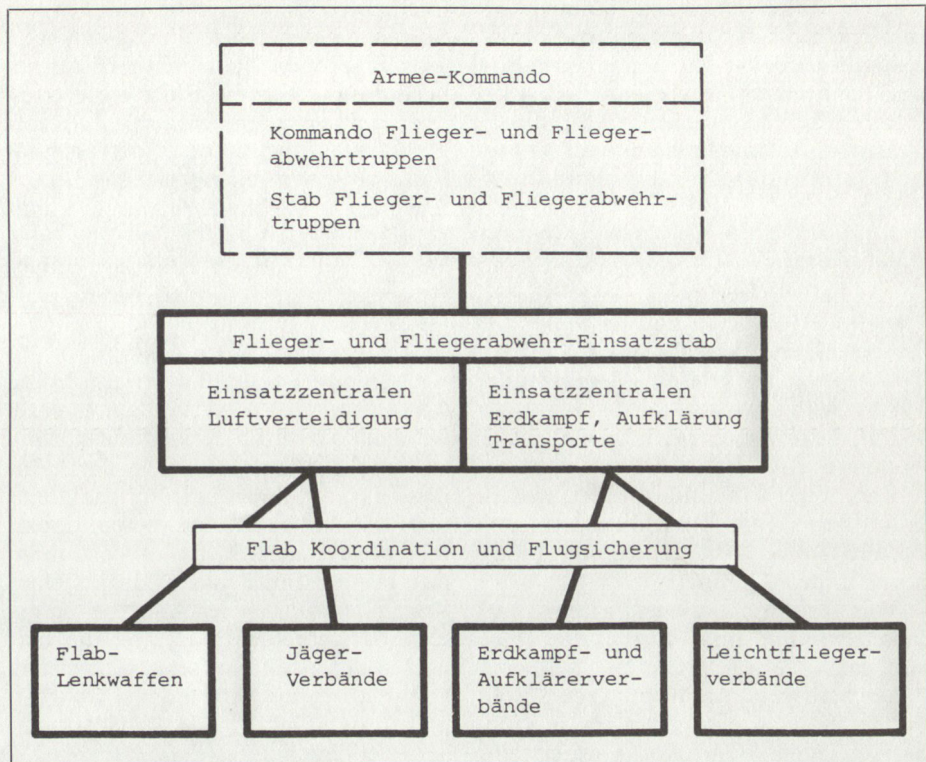 Armee-Kommando
Kommando Flieger- und Flieger-
abwehrtruppen
Stab Flieger- und Fliegerabwehr-
truppen
Flieger- und Fliegerabwehr-Einsatzstab
Einsatzzentralen
Luftverteidigung
Einsatzzentralen
Erdkampf, Aufklärung
Transporte
Flab Koordination und Flugsicherung
Flab-
Lenkwaffen
Jäger-
Verbände
Erdkampf- und
Aufklärerver-
bände
Leichtflieger-
verbände